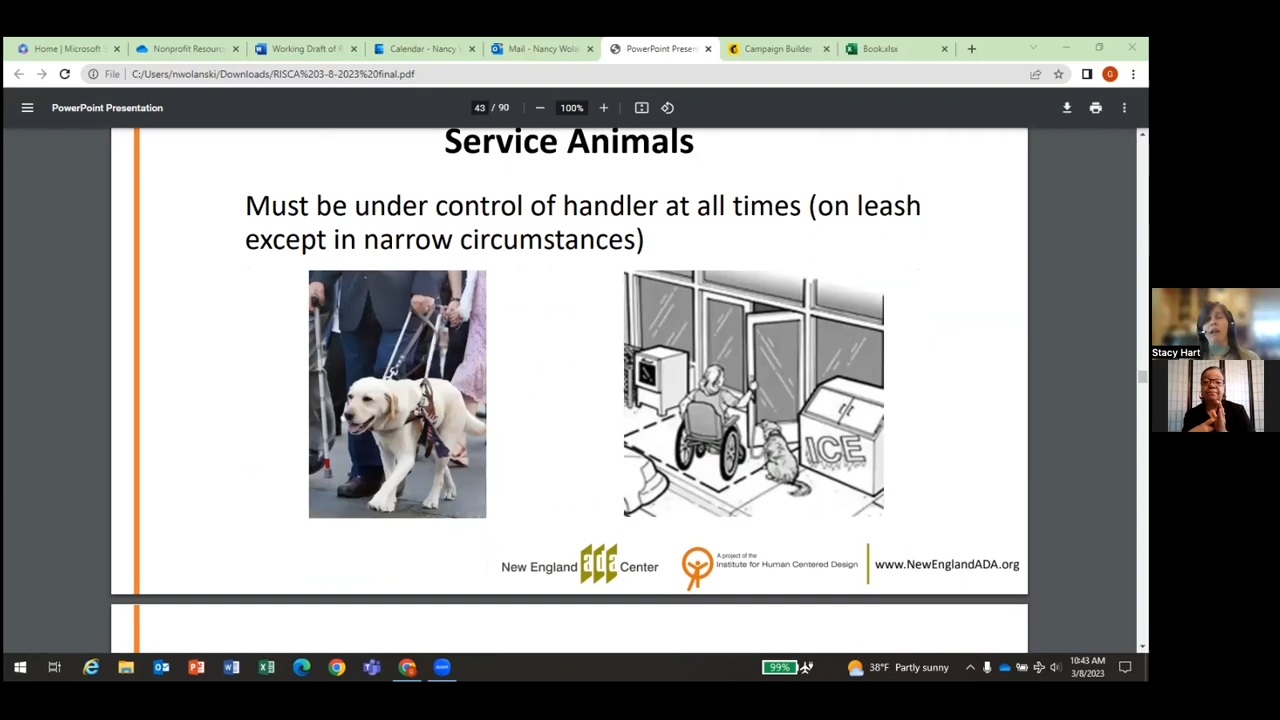 Home | Microsoft
Nonprofit Resourc
Working Draft of R
Calendar - Nancy
Mail - Nancy Wol
PowerPoint Presen
Campaign Builder
Book.xlsx
File
C:/Users/nwolanski/Downloads/RISCA%203-8-2023%20final.pdf
G
PowerPoint Presentation
43 / 90
100%
Service Animals
Must be under control of handler at all times (on leash
except in narrow circumstances)
ICE
New England ada Center
A project of the
Institute for Human Centered Design
www.NewEnglandADA.org
Stacy Hart
99%
38°F Partly sunny
10:43 AM
3/8/2023